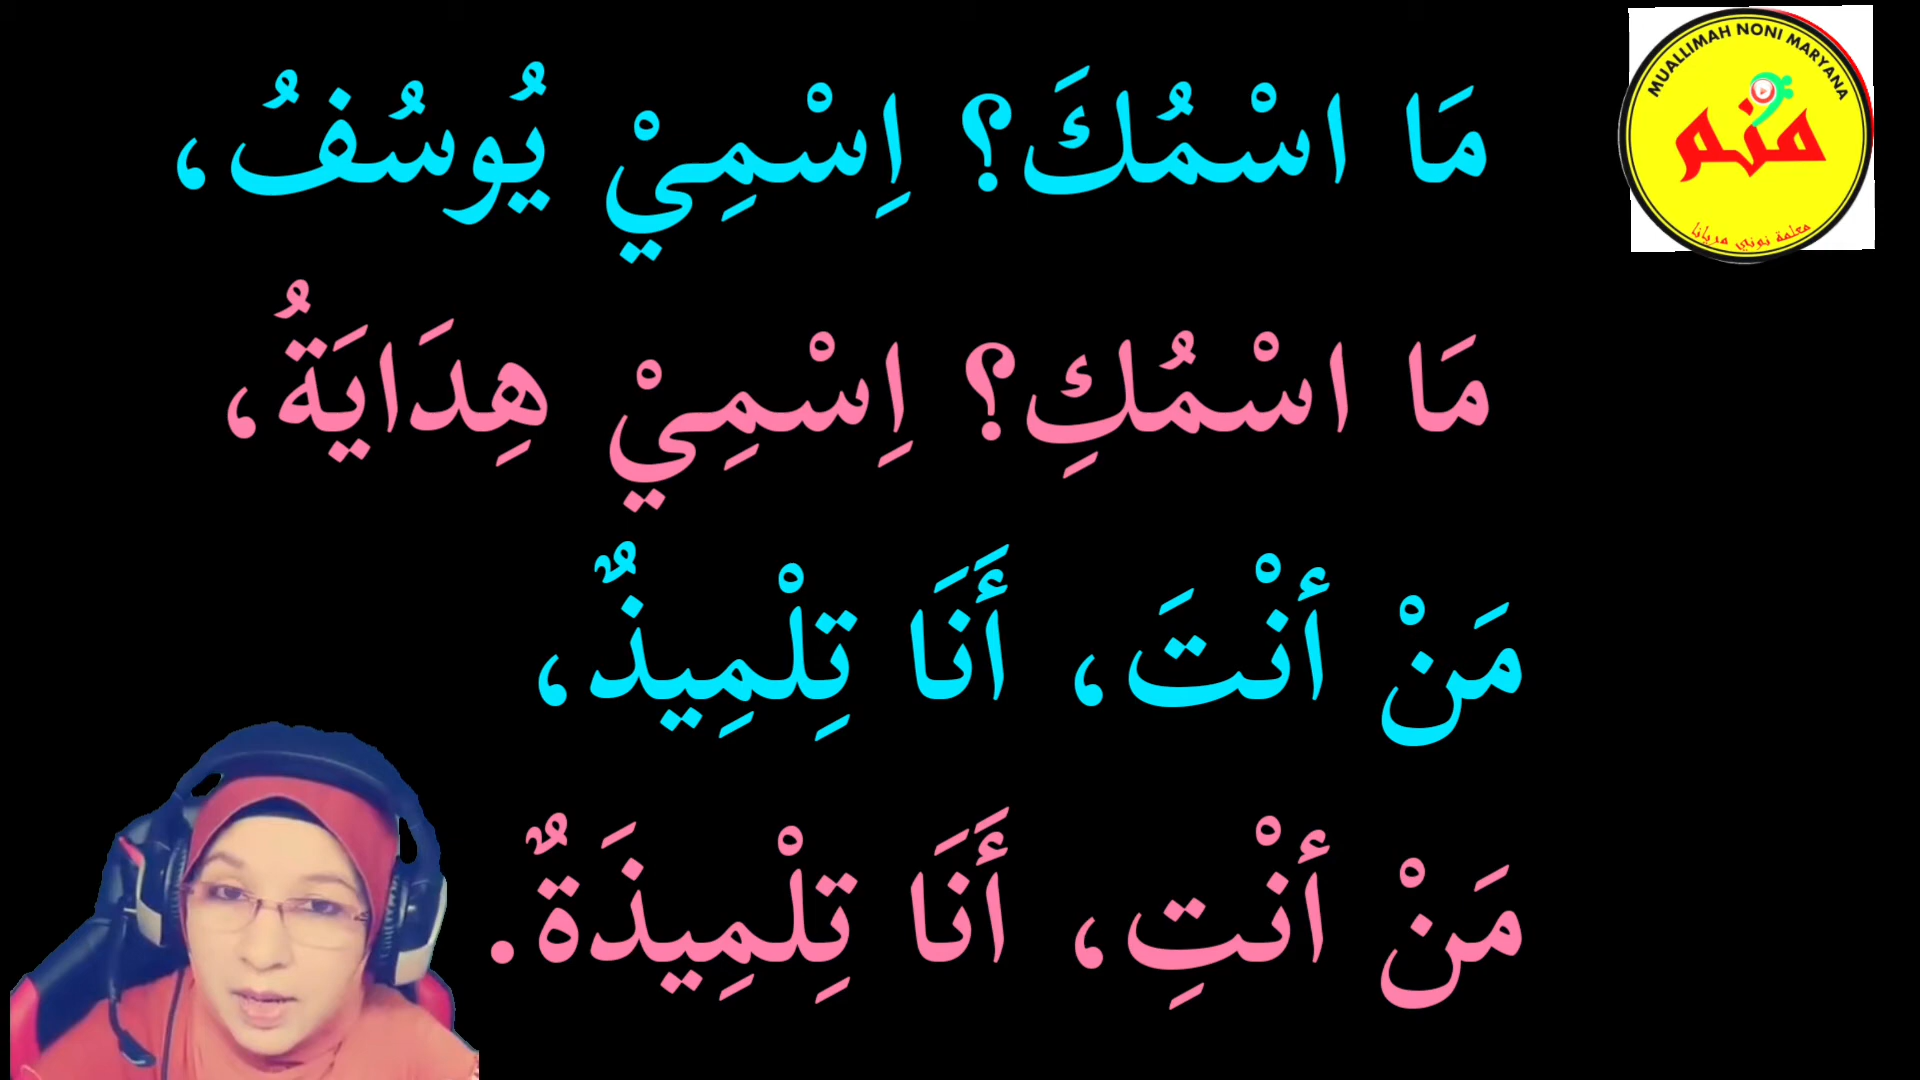 مَا اسْمُكَ؟ اِسْمِيْ يُوسُفُ،
مَا اسْمُكِ؟ اِسْمِيْ هِدَايَةُ،
مَنْ أنْتَ، أَنَا تِلْمِيذٌ،
مَنْ أنْتِ، أَنَا تِلْمِيذَةٌ.
MUALLIMAH NONI MARYANA
منم
معلمة نوني مريانا